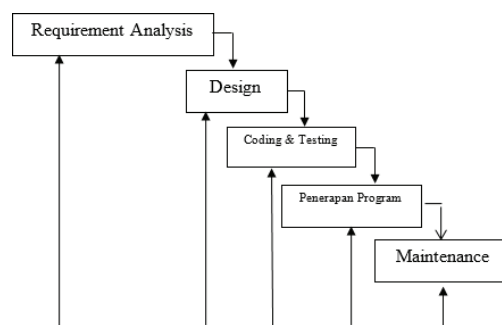 Requirement Analysis
Design
Coding & Testing
Penerapan Program
Maintenance